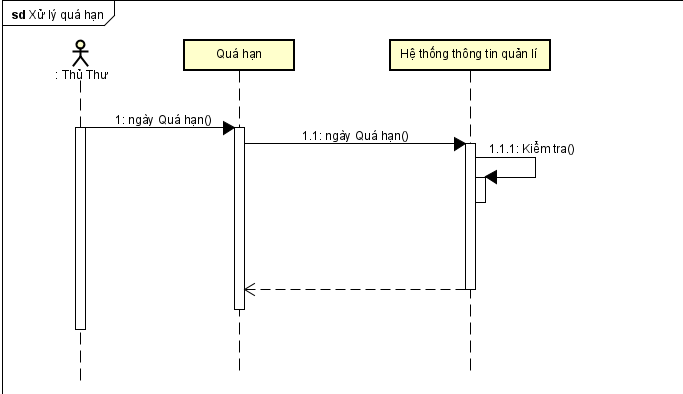 sd Xử lý quá hạn
: Thủ Thư
Quá hạn
Hệ thống thông tin quản lí
1: ngày Quá hạn()
1.1: ngày Quá hạn()
1.1.1: Kiểm tra()